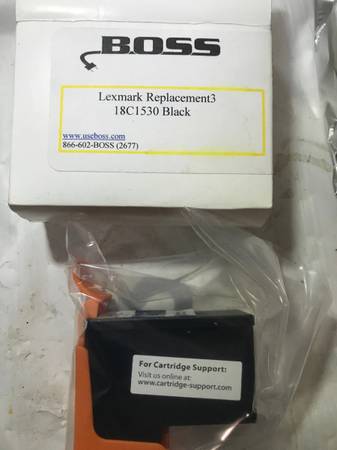 BOSS
Lexmark Replacement3
18C1530 Black
www.useboss.com
866-602-BOSS (2677)
For Cartridge Support:
Visit us online at:
www.cartridge-support.com